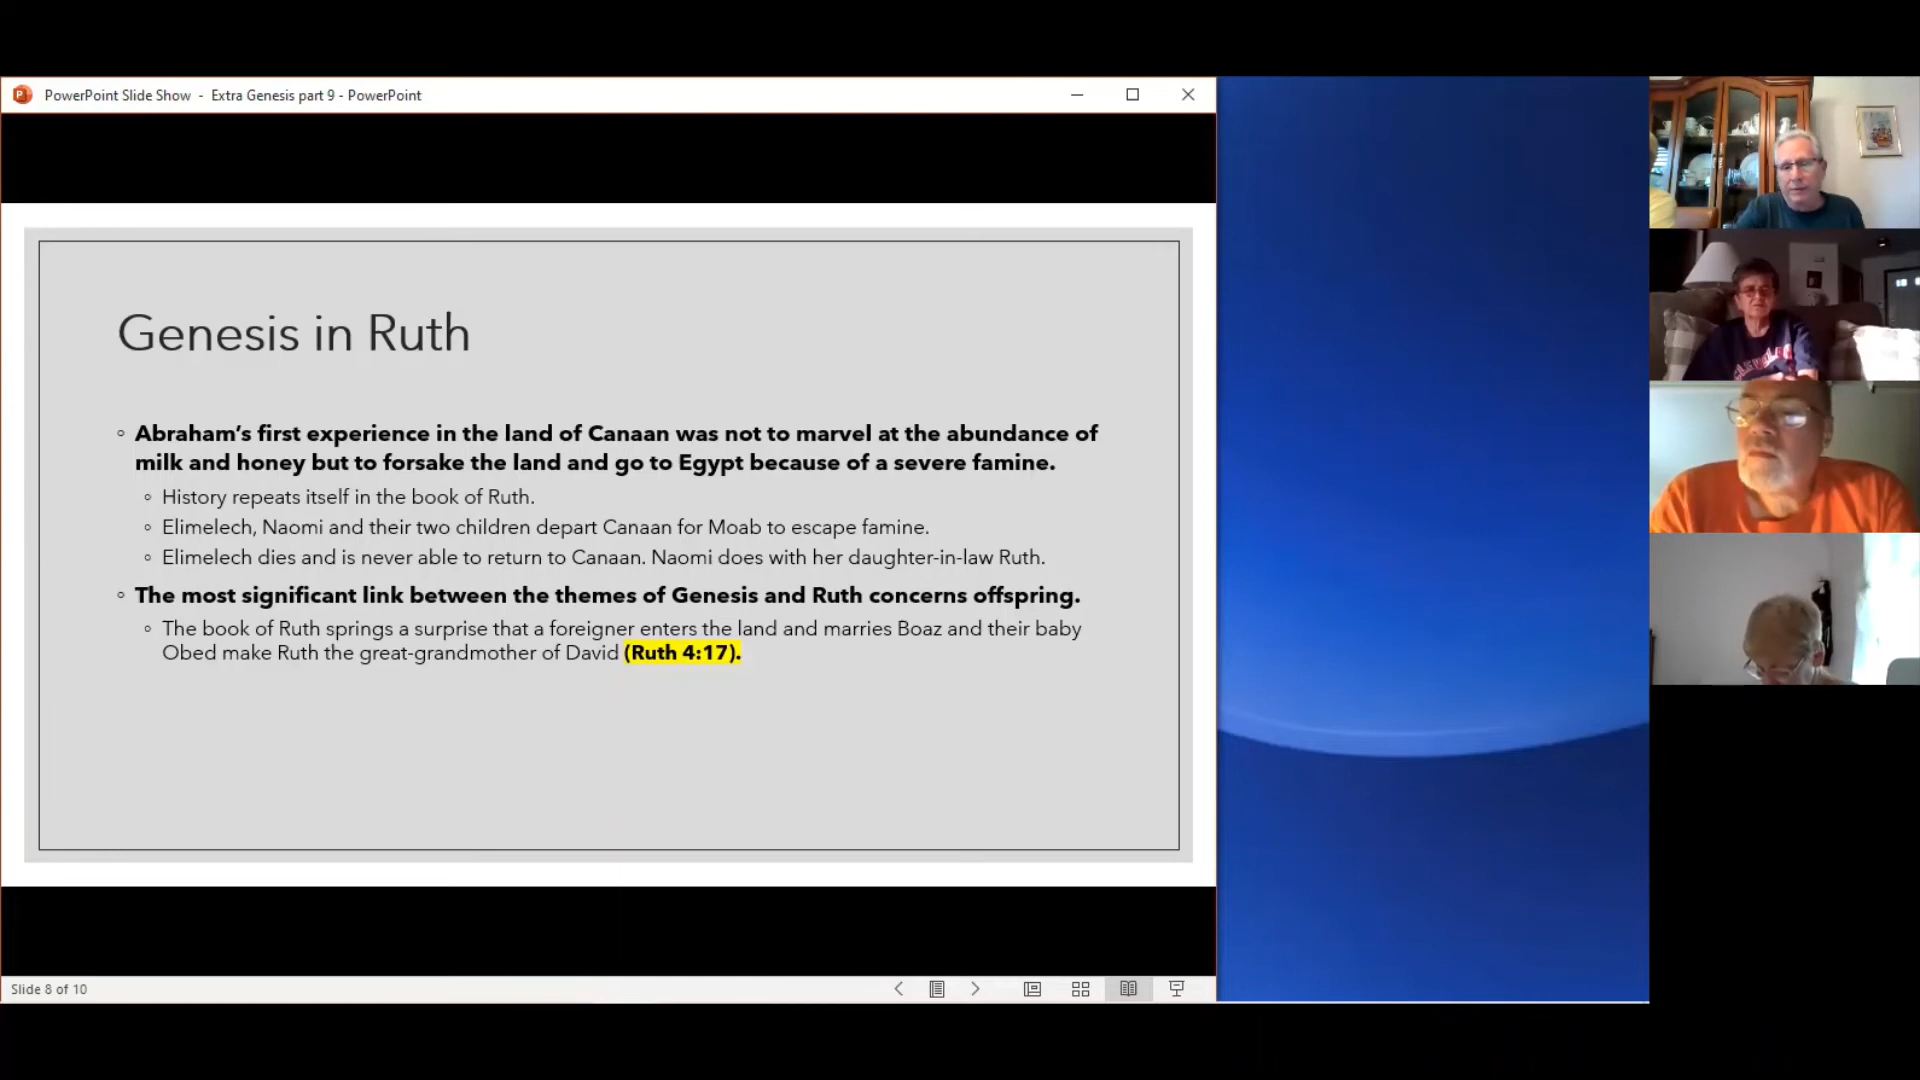 PowerPoint Slide Show - Extra Genesis part 9 - PowerPoint
Genesis in Ruth
Abraham's first experience in the land of Canaan was not to marvel at the abundance of
milk and honey but to forsake the land and go to Egypt because of a severe famine.
History repeats itself in the book of Ruth.
Elimelech, Naomi and their two children depart Canaan for Moab to escape famine.
Elimelech dies and is never able to return to Canaan. Naomi does with her daughter-in-law Ruth.
The most significant link between the themes of Genesis and Ruth concerns offspring.
The book of Ruth springs a surprise that a foreigner enters the land and marries Boaz and their baby
Obed make Ruth the great-grandmother of David (Ruth 4:17).
Slide 8 of 10